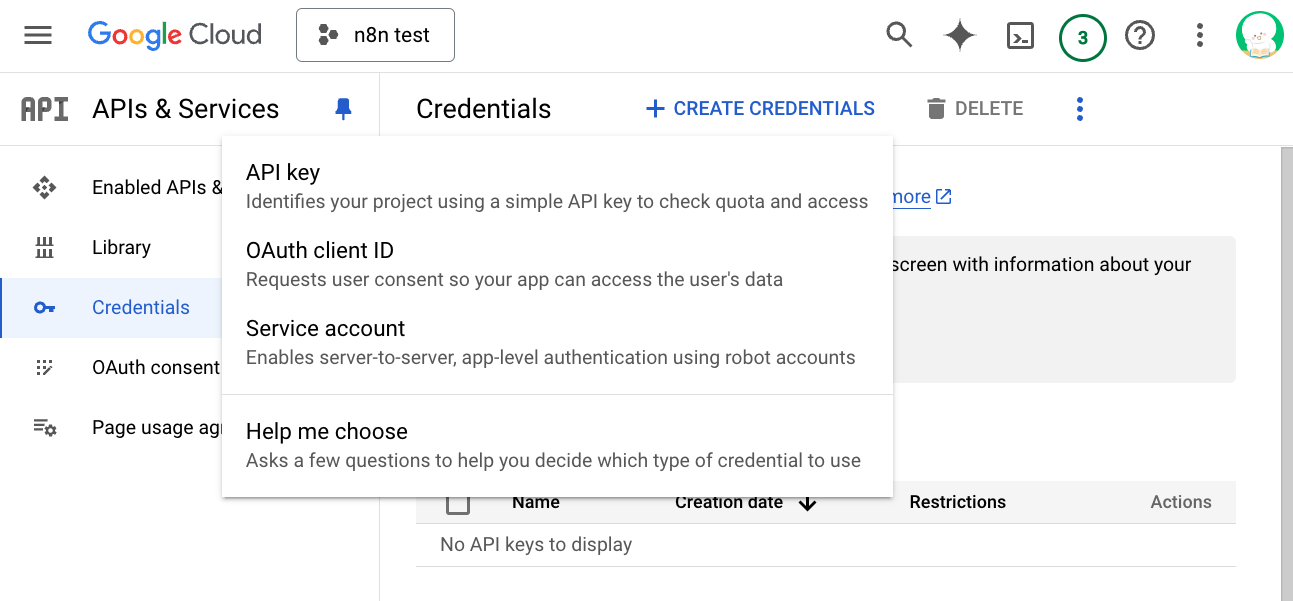 Google Cloud
n8n test
3
API
APIs & Services
Credentials
CREATE CREDENTIALS
DELETE
Enabled APIs &
Library
Credentials
OAuth consent
Page usage
API key
Identifies your project using a simple API key to check quota and access
OAuth client ID
Requests user consent so your app can access the user's data
Service account
Enables server-to-server, app-level authentication using robot accounts
Help me choose
Asks a few questions to help you decide which type of credential to use
more
screen with information about your
Name Creation date Restrictions Actions
No API keys to display